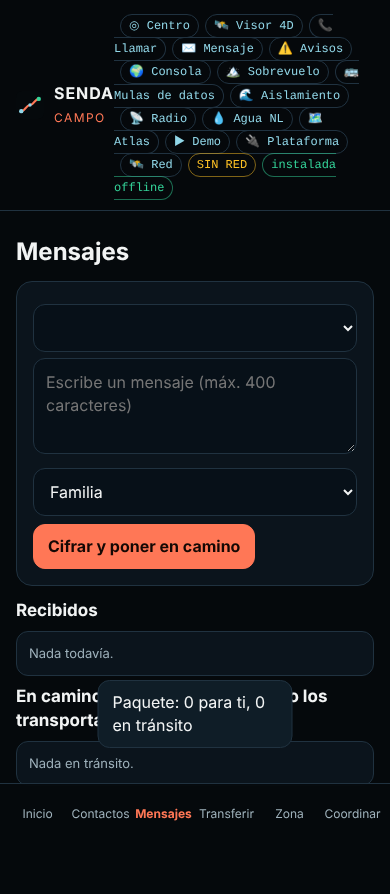 ◎ Centro 🛰️ Visor 4D 📞
Llamar ✉️ Mensaje ⚠️ Avisos
🌍 Consola 🏔️ Sobrevuelo 🚌
SENDA Mulas de datos 🌊 Aislamiento
CAMPO 📡 Radio 💧 Agua NL 🗺️
Atlas ▶ Demo 🔌 Plataforma
🛰️ Red SIN RED instalada
offline
Mensajes
Escribe un mensaje (máx. 400
caracteres)
Familia
Cifrar y poner en camino
Recibidos
Nada todavía.
En camino los
transporta
Paquete: 0 para ti, 0
en tránsito
Nada en tránsito.
Inicio Contactos Mensajes Transferir Zona Coordinar